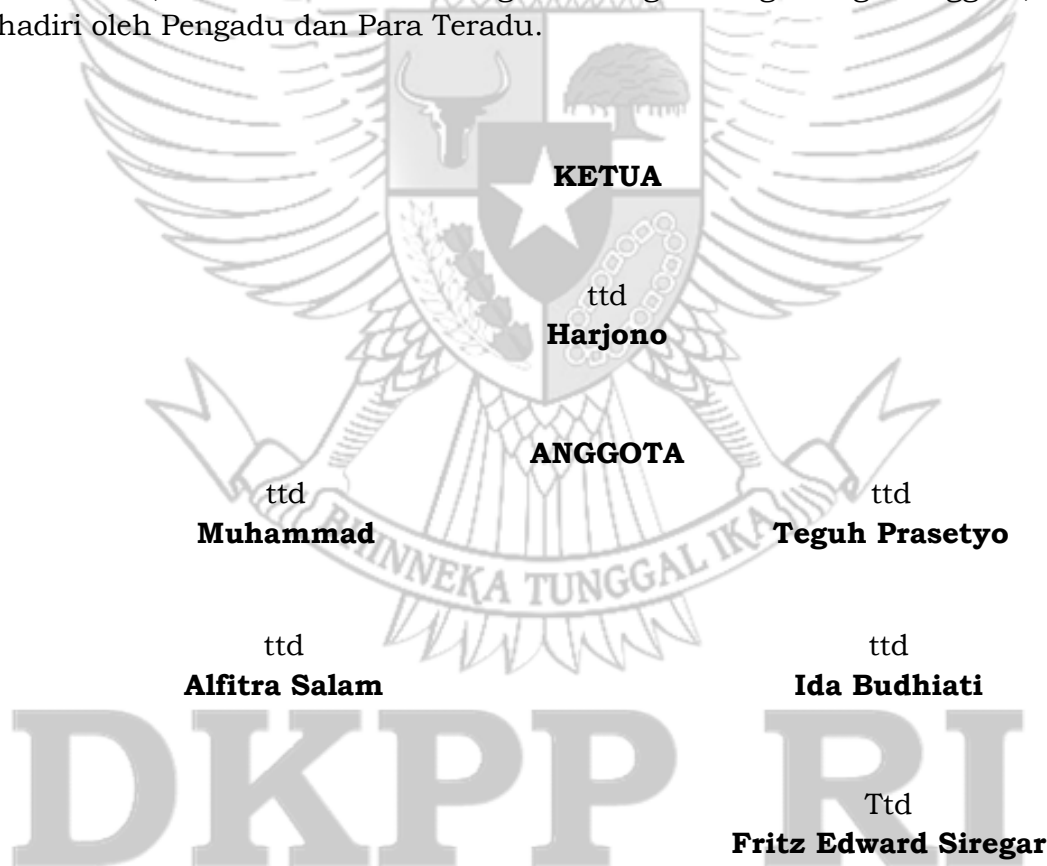 hadiri oleh Pengadu dan Para Teradu.
KETUA
ttd
Harjono
ANGGOTA
ttd ttd
Muhammad Teguh Prasetyo
BHINNEKA TUNGGAL IKA
ttd ttd
Alfitra Salam Ida Budhiati
DKPP RI
Ttd
Fritz Edward Siregar